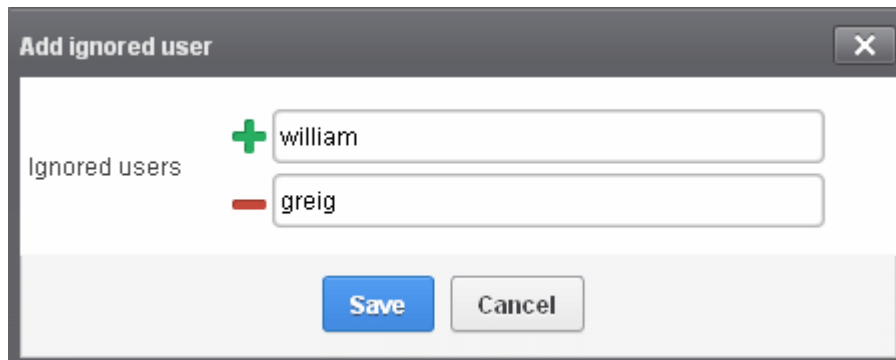 Add ignored user
Ignored users
william
greig
Save Cancel